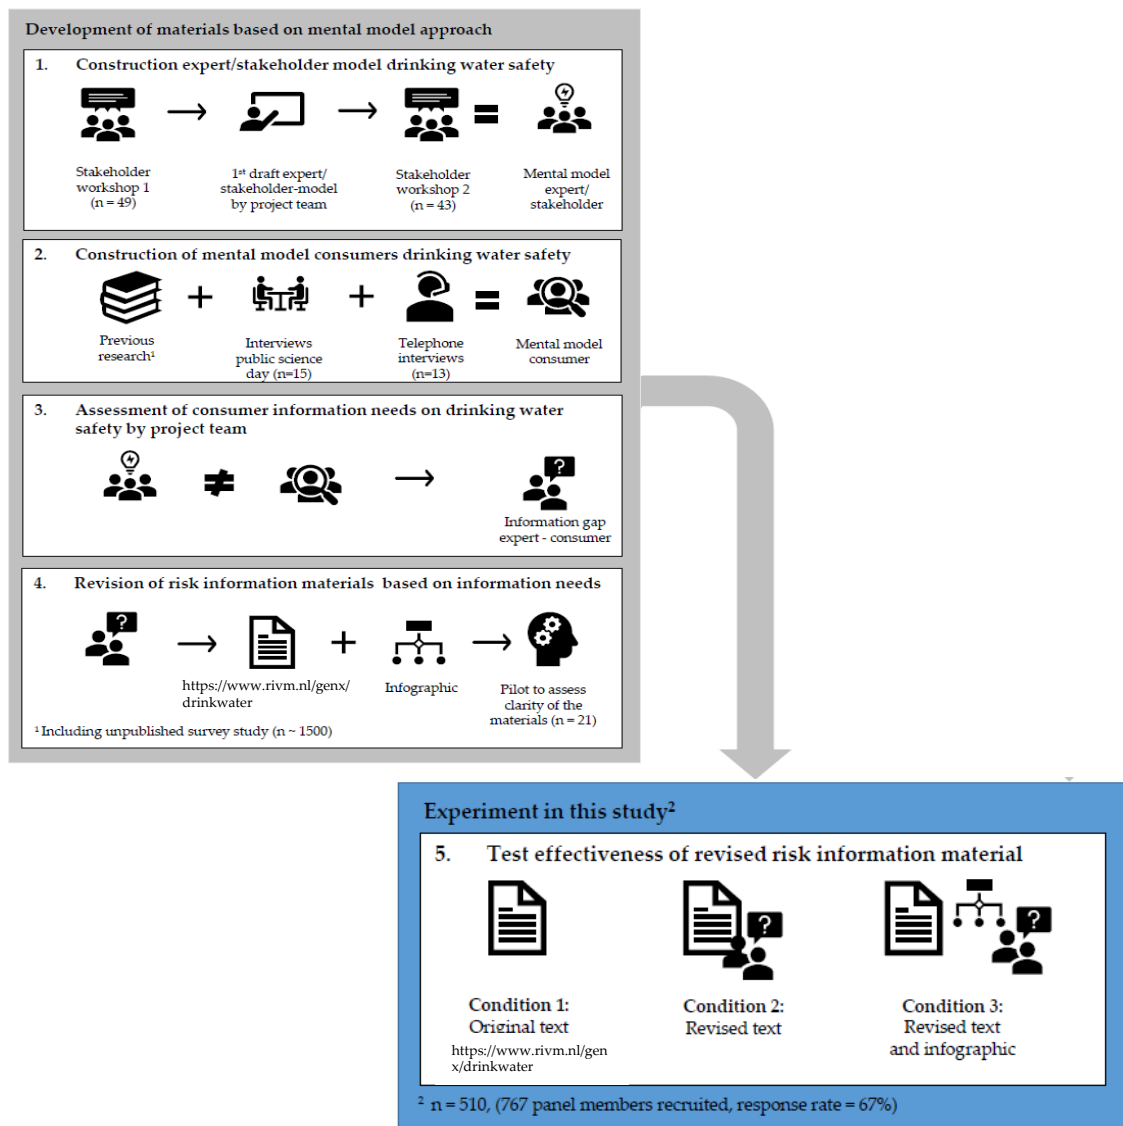 Development of materials based on mental model approach
1. Construction expert/stakeholder model drinking water safety
Stakeholder
workshop 1
(n = 49)
1st draft expert/
stakeholder-model
by project team
Stakeholder
workshop 2
(n = 43)
Mental model
expert/
stakeholder
2. Construction of mental model consumers drinking water safety
Previous
research¹
Interviews
public science
day (n=15)
Telephone
interviews
(n=13)
Mental model
consumer
3. Assessment of consumer information needs on drinking water
safety by project team
Information gap
expert - consumer
4. Revision of risk information materials based on information needs
https://www.rivm.nl/genx/
drinkwater
Infographic
Pilot to assess
clarity of the
materials (n = 21)
¹ Including unpublished survey study (n ~ 1500)
Experiment in this study²
5. Test effectiveness of revised risk information material
Condition 1:
Original text
https://www.rivm.nl/gen
x/drinkwater
Condition 2:
Revised text
Condition 3:
Revised text
and infographic
² n = 510, (767 panel members recruited, response rate = 67%)